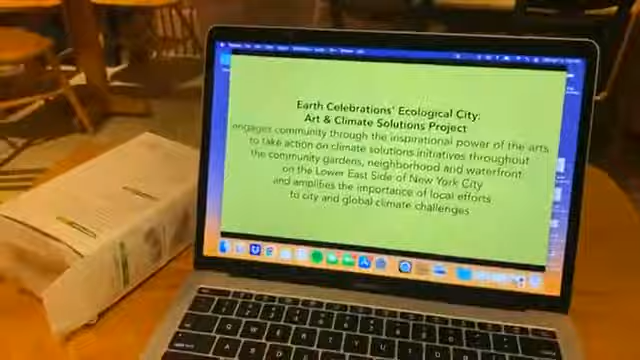 Earth Celebrations' Ecological City:
Art & Climate Solutions Project
engages community through the inspirational power of the arts
to take action on climate solutions initiatives throughout
the community gardens, neighborhood and waterfront
on the Lower East Side of New York City
and amplifies the importance of local efforts
to city and global climate challenges